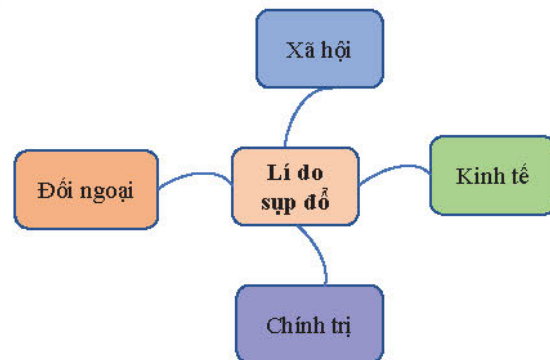 Xã hội
Đối ngoại
Lí do
sụp đổ
Kinh tế
Chính trị